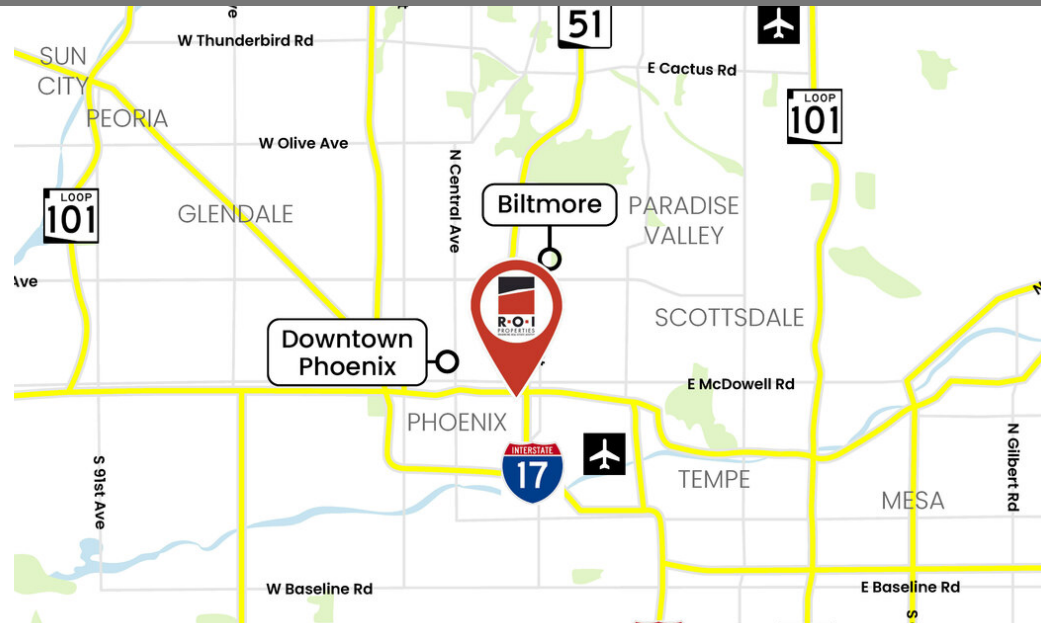 51
W Thunderbird Rd
SUN
CITY
E Cactus Rd
LOOP
101
PEORIA
W Olive Ave
N Central Ave
LOOP
101
GLENDALE
Biltmore
PARADISE
VALLEY
Ave
R•O•I
PROPERTIES
SCOTTSDALE
Downtown
Phoenix
E McDowell Rd
PHOENIX
INTERSTATE
17
TEMPE
MESA
N Gilbert Rd
S 91st Ave
W Baseline Rd
E Baseline Rd
S